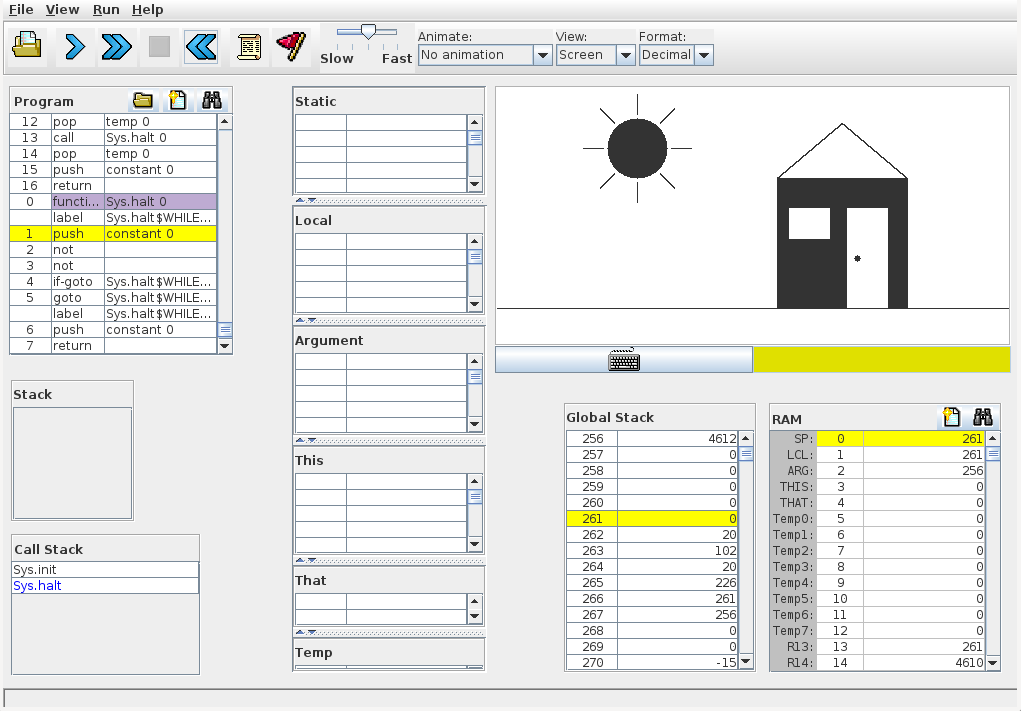 File View Run Help
Animate: View: Format:
Slow Fast No animation Screen Decimal
Program
12 pop temp 0
13 call Sys.halt 0
14 pop temp 0
15 push constant 0
16 return
0 functi... Sys.halt 0
label Sys.halt$WHILE...
1 push constant 0
2 not
3 not
4 if-goto Sys.halt$WHILE...
5 goto Sys.halt$WHILE...
label Sys.halt$WHILE...
6 push constant 0
7 return
Stack
Call Stack
Sys.init
Sys.halt
Static
Local
Argument
This
That
Temp
Global Stack
256 4612
257 0
258 0
259 0
260 0
261 0
262 20
263 102
264 20
265 226
266 261
267 256
268 0
269 0
270 -15
RAM
SP: 0 261
LCL: 1 261
ARG: 2 256
THIS: 3 0
THAT: 4 0
Temp0: 5 0
Temp1: 6 0
Temp2: 7 0
Temp3: 8 0
Temp4: 9 0
Temp5: 10 0
Temp6: 11 0
Temp7: 12 0
R13: 13 261
R14: 14 4610